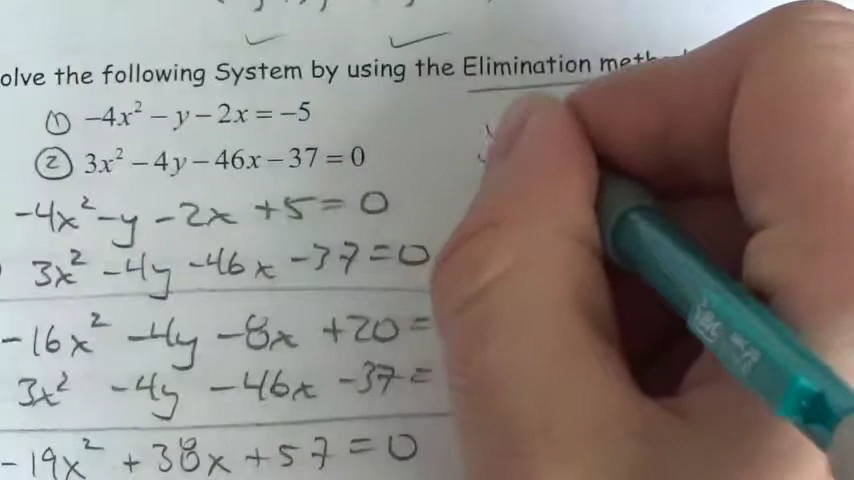 olve the following System by using the Elimination meth
① -4x² - y - 2x = -5
② 3x² - 4y - 46x - 37 = 0
-4x² - y - 2x + 5 = 0
3x² - 4y - 46x - 37 = 0
-16x² - 4y - 8x + 20 =
3x² - 4y - 46x - 37 =
-19x² + 38x + 57 = 0